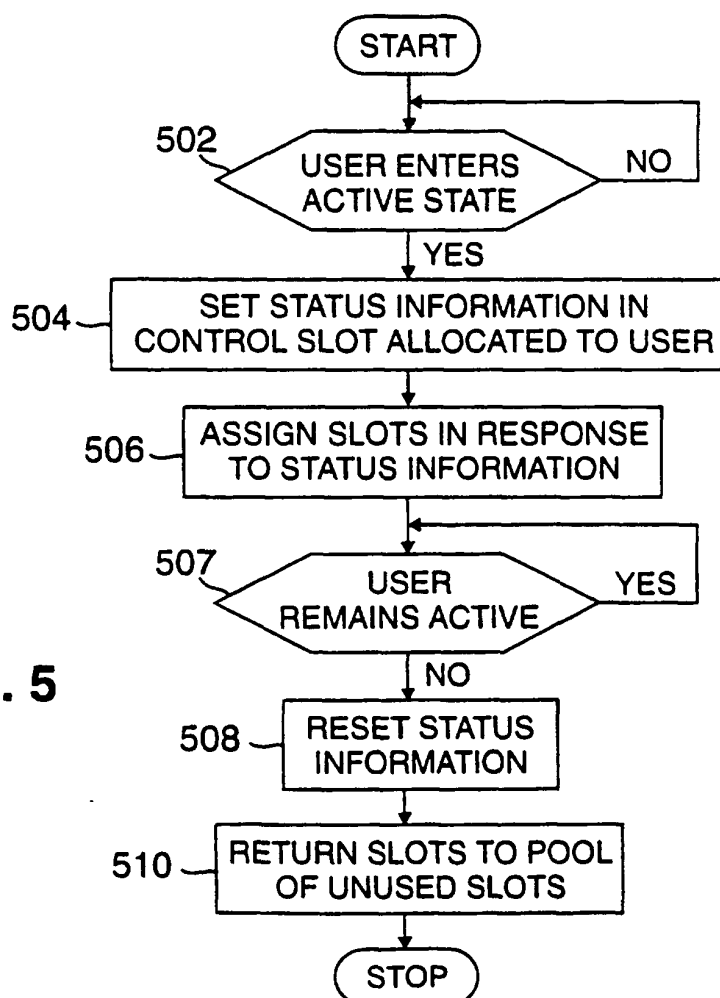 START
502
USER ENTERS
ACTIVE STATE
NO
YES
504
SET STATUS INFORMATION IN
CONTROL SLOT ALLOCATED TO USER
506
ASSIGN SLOTS IN RESPONSE
TO STATUS INFORMATION
507
USER
REMAINS ACTIVE
YES
NO
. 5
508
RESET STATUS
INFORMATION
510
RETURN SLOTS TO POOL
OF UNUSED SLOTS
STOP